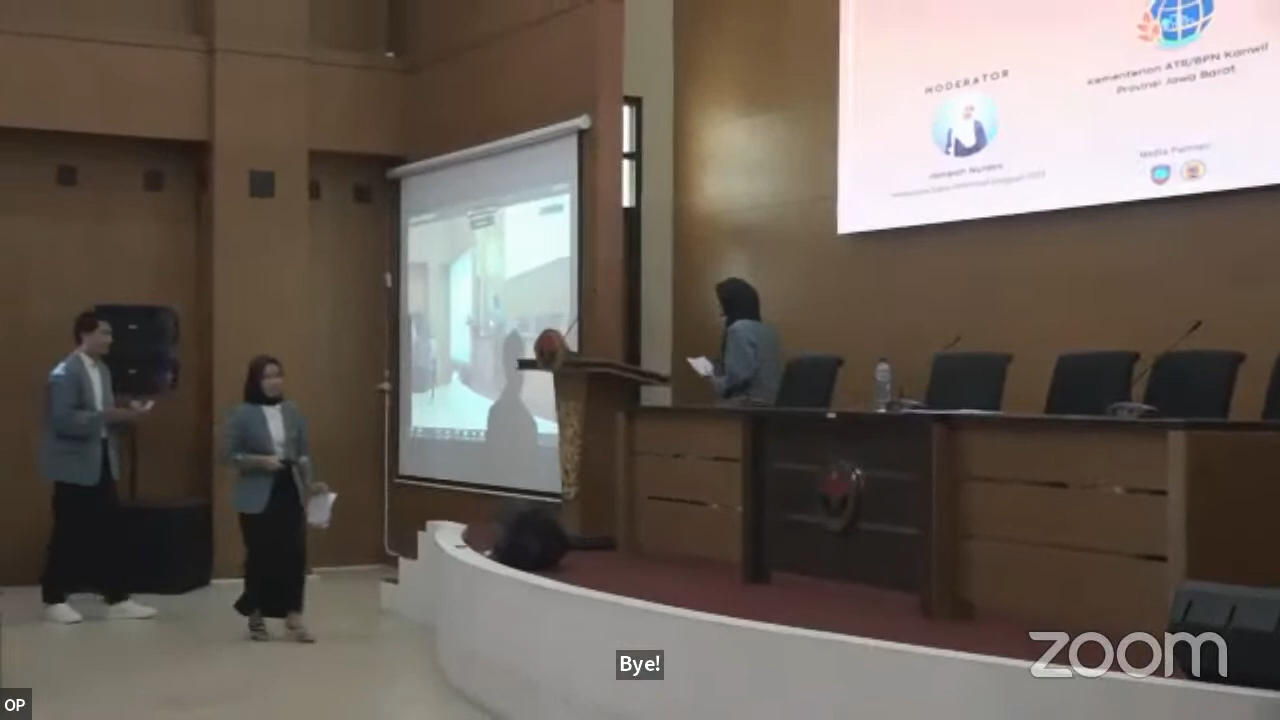 MODERATOR
Kementerian ATR/BPN Kanwil
Provinsi Jawa Barat
Media Partner:
Bye!
zoom
OP